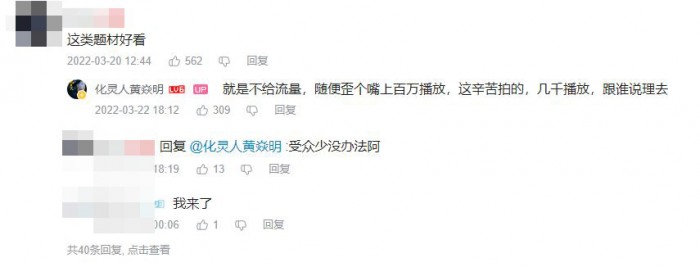 这类题材好看
2022-03-20 12:44 562 回复
化灵人黄焱明 LV6 UP 就是不给流量，随便歪个嘴上百万播放，这辛苦拍的，几千播放，跟谁说理去
2022-03-22 18:12 309 回复
回复 @化灵人黄焱明 :受众少没办法阿
18:19 13 回复
我来了
00:06 1 回复
共40条回复, 点击查看